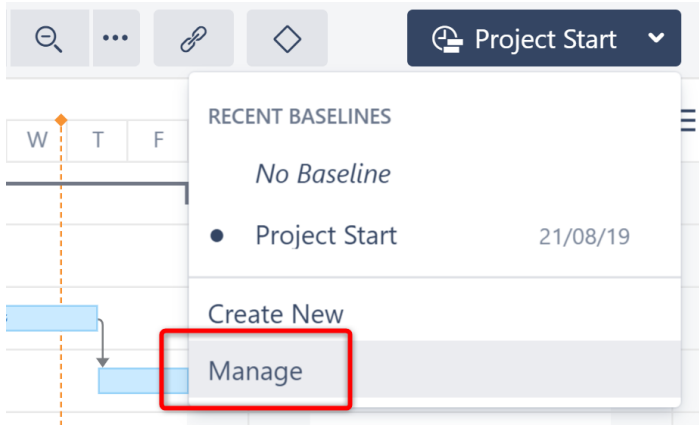 Project Start
RECENT BASELINES
W T F
No Baseline
Project Start 21/08/19
Create New
Manage